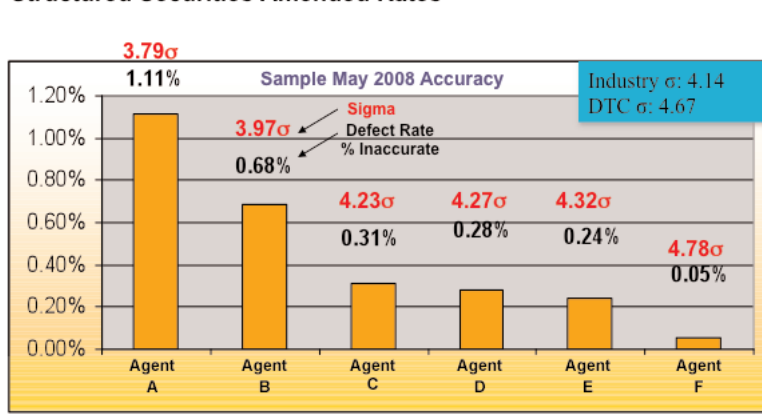 3.79σ
1.11%
Sample May 2008 Accuracy
Industry σ: 4.14
DTC σ: 4.67
1.20%
1.00%
0.80%
0.60%
0.40%
0.20%
0.00%
Sigma
Defect Rate
% Inaccurate
3.97σ
0.68%
4.23σ
0.31%
4.27σ
0.28%
4.32σ
0.24%
4.78σ
0.05%
Agent
A
Agent
B
Agent
C
Agent
D
Agent
E
Agent
F